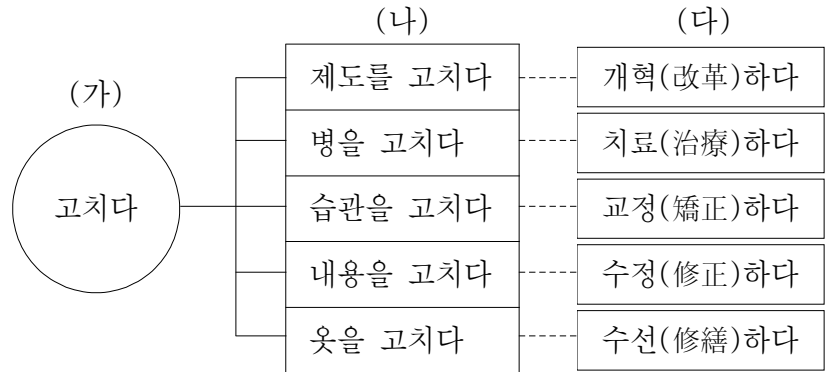 (가)
고치다
(나)
제도를 고치다
병을 고치다
습관을 고치다
내용을 고치다
옷을 고치다
(다)
개혁(改革)하다
치료(治療)하다
교정(矯正)하다
수정(修正)하다
수선(修繕)하다